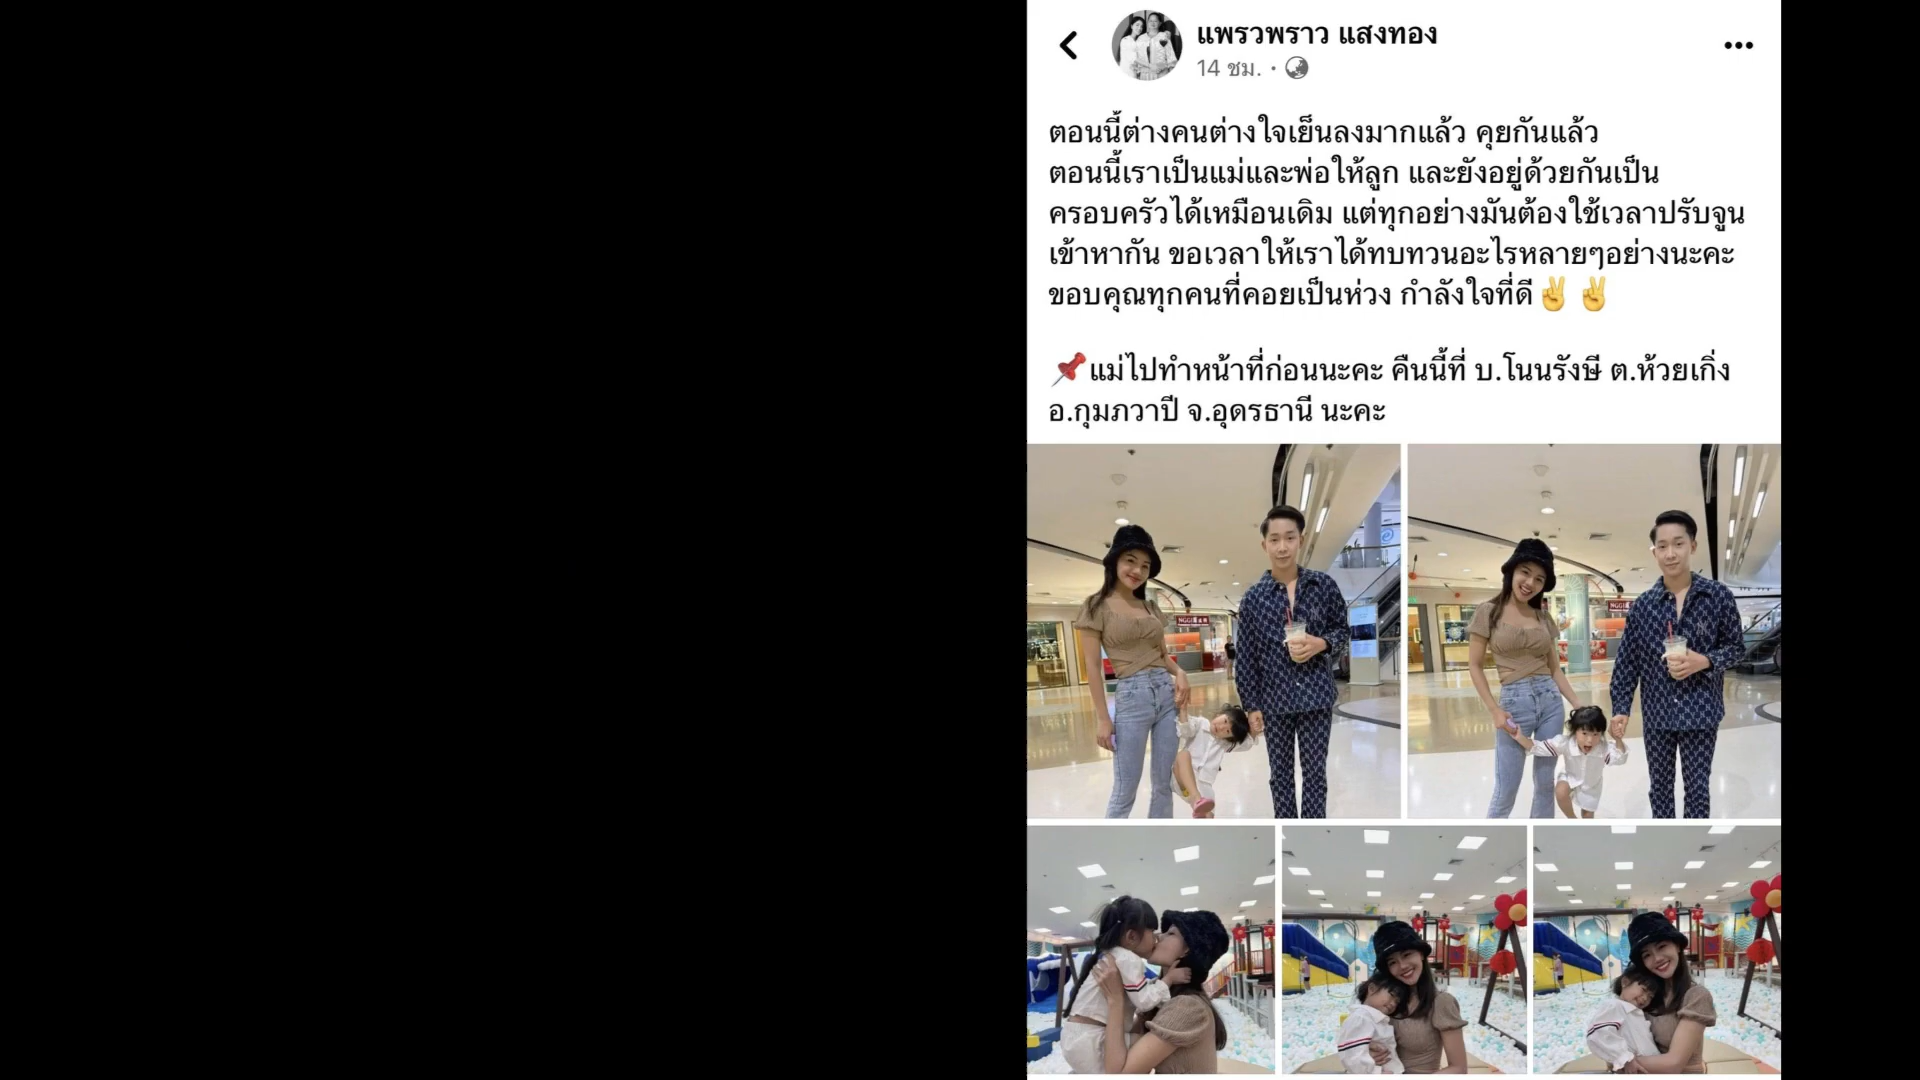 แพรวพราว แสงทอง
14 ชม. ·
ตอนนี้ต่างคนต่างใจเย็นลงมากแล้ว คุยกันแล้ว
ตอนนี้เราเป็นแม่และพ่อให้ลูก และยังอยู่ด้วยกันเป็น
ครอบครัวได้เหมือนเดิม แต่ทุกอย่างมันต้องใช้เวลาปรับจูน
เข้าหากัน ขอเวลาให้เราได้ทบทวนอะไรหลายๆอย่างนะคะ
ขอบคุณทุกคนที่คอยเป็นห่วง กำลังใจที่ดี✌️ ✌️
📌แม่ไปทำหน้าที่ก่อนนะคะ คืนนี้ที่ บ.โนนรังษี ต.ห้วยเกิ่ง
อ.กุมภวาปี จ.อุดรธานี นะคะ